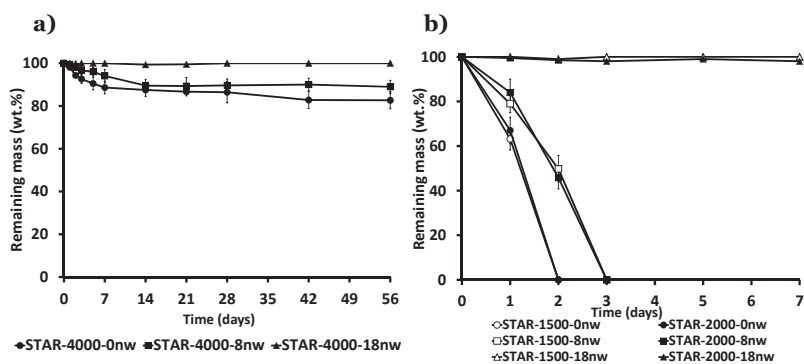 a)
100
80
60
40
20
0
Remaining mass (wt.%)
0 7 14 21 28 35 42 49 56
Time (days)
STAR-4000-0nw STAR-4000-8nw STAR-4000-18nw
b)
100
80
60
40
20
0
Remaining mass (wt.%)
0 1 2 3 4 5 6 7
Time (days)
STAR-1500-0nw STAR-2000-0nw
STAR-1500-8nw STAR-2000-8nw
STAR-1500-18nw STAR-2000-18nw